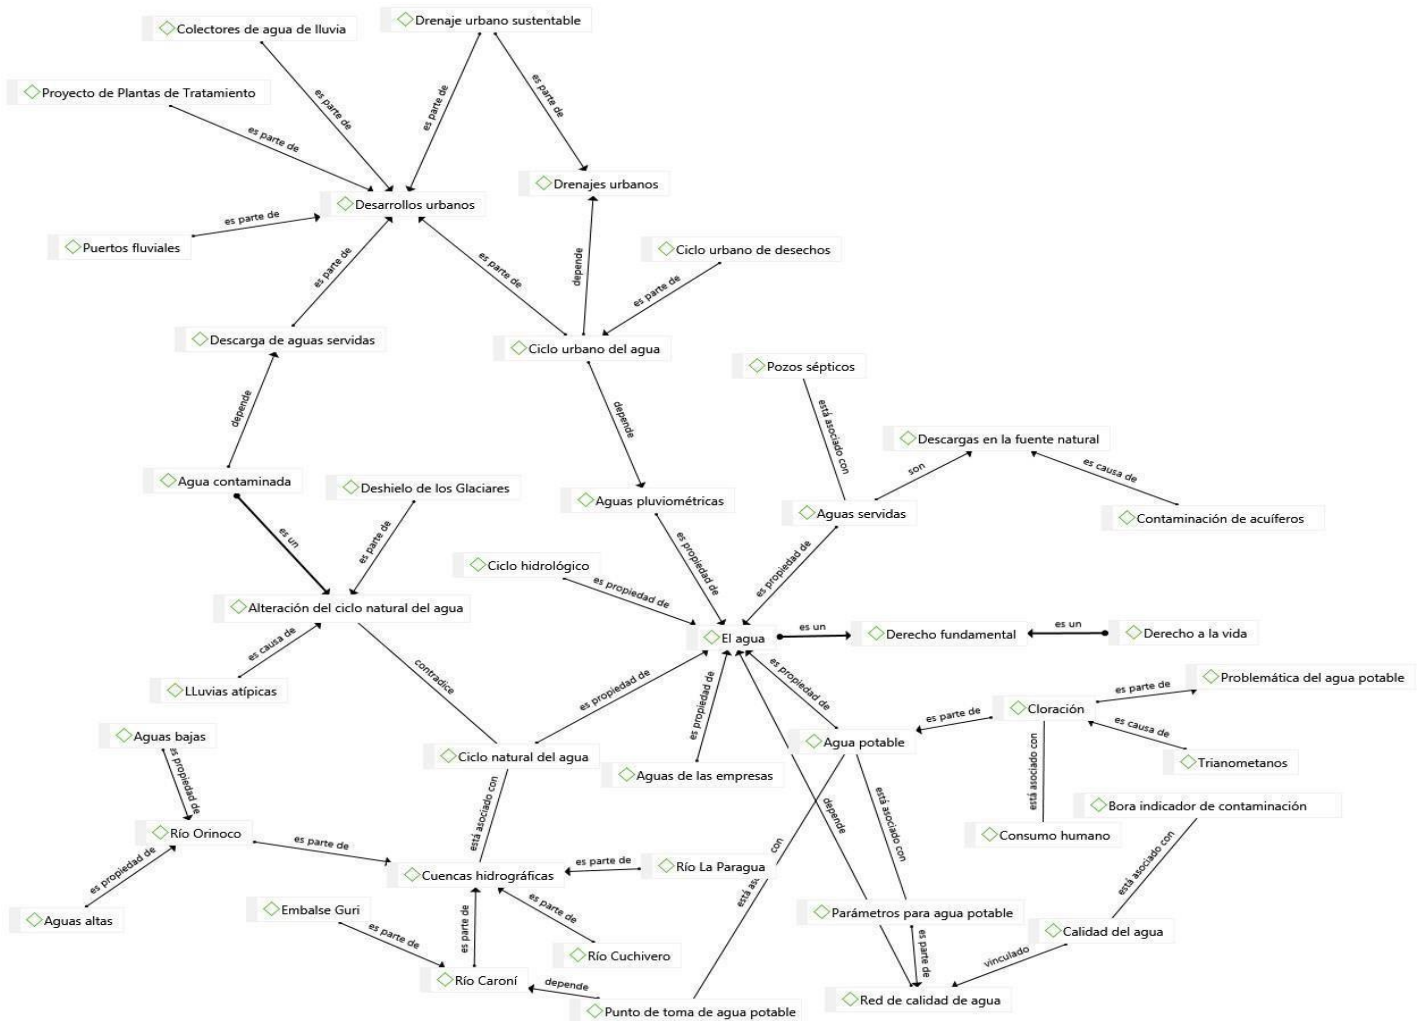 Drenaje urbano sustentable
Colectores de agua de lluvia
Proyecto de Plantas de Tratamiento
es parte de
es parte de
es parte de
es parte de
Drenajes urbanos
Desarrollos urbanos
es parte de
Puertos fluviales
Ciclo urbano de desechos
es parte de
es parte de
depende
es parte de
Descarga de aguas servidas
Ciclo urbano del agua
Pozos sépticos
depende
depende
está asociado con
Descargas en la fuente natural
son
es causa de
Agua contaminada
Deshielo de los Glaciares
Aguas pluviométricas
Aguas servidas
Contaminación de acuíferos
es un
es parte de
es propiedad de
es propiedad de
Ciclo hidrológico
es propiedad de
Alteración del ciclo natural del agua
El agua
es un
Derecho fundamental
es un
Derecho a la vida
es causa de
contradice
LLuvias atípicas
es propiedad de
es propiedad de
es propiedad de
Problemática del agua potable
es parte de
Cloración
es parte de
es causa de
Aguas bajas
Ciclo natural del agua
Agua potable
Aguas de las empresas
Trianometanos
es propiedad de
está asociado con
depende
está asociado con
está asociado con
Bora indicador de contaminación
Río Orinoco
es parte de
Consumo humano
es propiedad de
Cuencas hidrográficas
es parte de
Río La Paragua
con
está
está asociado con
Aguas altas
Embalse Guri
es parte de
es parte de
es parte de
Parámetros para agua potable
Calidad del agua
Río Cuchivero
es parte de
vinculado
Río Caroní
depende
Punto de toma de agua potable
Red de calidad de agua